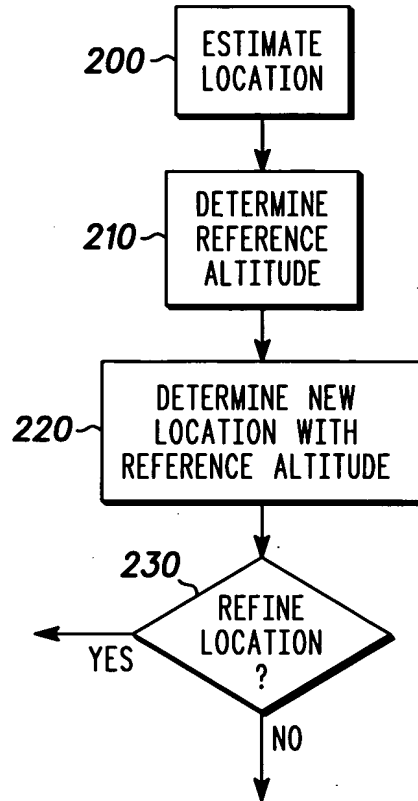 200
ESTIMATE
LOCATION
210
DETERMINE
REFERENCE
ALTITUDE
220
DETERMINE NEW
LOCATION WITH
REFERENCE ALTITUDE
230
REFINE
LOCATION
?
YES
NO